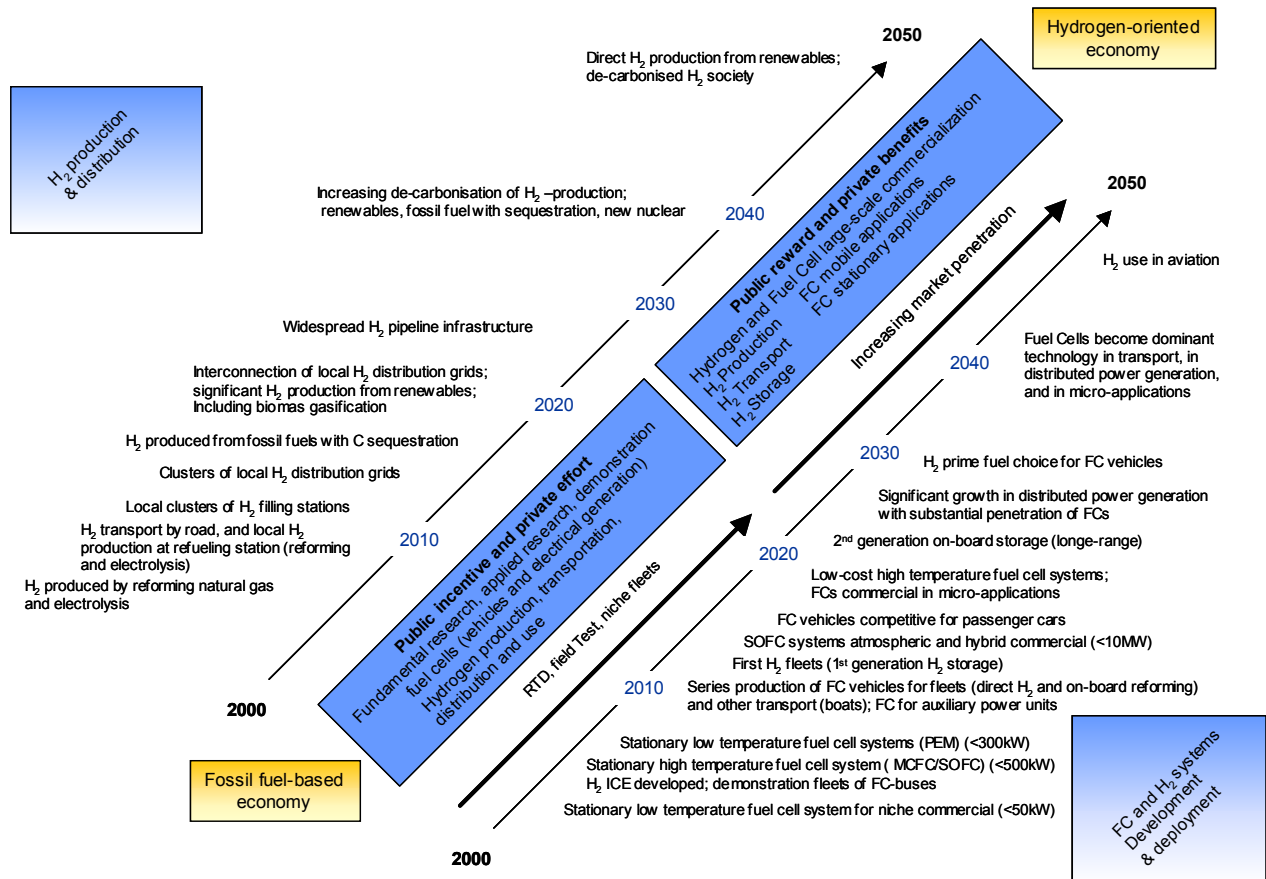 2050
Hydrogen-oriented
economy
Direct H2 production from renewables;
de-carbonised H2 society
H2 production
& distribution
Increasing de-carbonisation of H2 –production;
renewables, fossil fuel with sequestration, new nuclear
2040
2030
Widespread H2 pipeline infrastructure
Interconnection of local H2 distribution grids;
significant H2 production from renewables;
Including biomas gasification
2020
H2 produced from fossil fuels with C sequestration
Clusters of local H2 distribution grids
Local clusters of H2 filling stations
H2 transport by road, and local H2
production at refueling station (reforming
and electrolysis)
2010
H2 produced by reforming natural gas
and electrolysis
2000
Fossil fuel-based
economy
Public reward and private benefits
Hydrogen and Fuel Cell large-scale commercialization
H2 Production FC mobile applications
H2 Transport FC stationary applications
H2 Storage
Public incentive and private effort
Fundamental research, applied research, demonstration
fuel cells (vehicles and electrical generation)
Hydrogen production, transportation,
distribution and use
Increasing market penetration
RTD, field Test, niche fleets
2050
H2 use in aviation
Fuel Cells become dominant
technology in transport, in
distributed power generation,
and in micro-applications
2040
2030
H2 prime fuel choice for FC vehicles
Significant growth in distributed power generation
with substantial penetration of FCs
2nd generation on-board storage (longe-range)
2020
Low-cost high temperature fuel cell systems;
FCs commercial in micro-applications
FC vehicles competitive for passenger cars
SOFC systems atmospheric and hybrid commercial (<10MW)
First H2 fleets (1st generation H2 storage)
2010
Series production of FC vehicles for fleets (direct H2 and on-board reforming)
and other transport (boats); FC for auxiliary power units
Stationary low temperature fuel cell systems (PEM) (<300kW)
Stationary high temperature fuel cell system ( MCFC/SOFC) (<500kW)
H2 ICE developed; demonstration fleets of FC-buses
Stationary low temperature fuel cell system for niche commercial (<50kW)
2000
FC and H2 systems
Development
& deployment